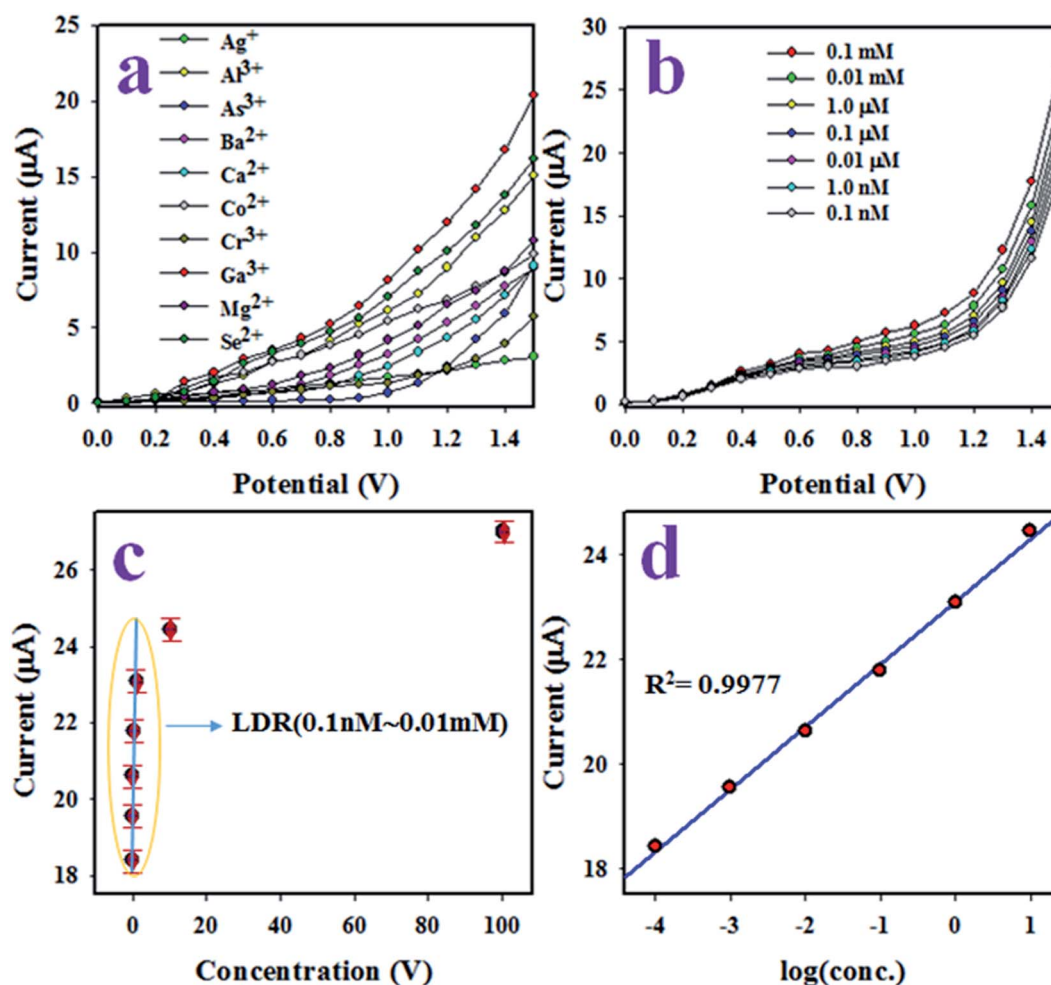 a
25
20
15
10
5
0
Current (µA)
Ag+
Al3+
As3+
Ba2+
Ca2+
Co2+
Cr3+
Ga3+
Mg2+
Se2+
0.0 0.2 0.4 0.6 0.8 1.0 1.2 1.4
Potential (V)
b
30
25
20
15
10
5
0
Current (µA)
0.1 mM
0.01 mM
1.0 µM
0.1 µM
0.01 µM
1.0 nM
0.1 nM
0.0 0.2 0.4 0.6 0.8 1.0 1.2 1.4
Potential (V)
c
26
24
22
20
18
Current (µA)
LDR(0.1nM~0.01mM)
0 20 40 60 80 100
Concentration (V)
d
24
22
20
18
Current (µA)
R2= 0.9977
-4 -3 -2 -1 0 1
log(conc.)